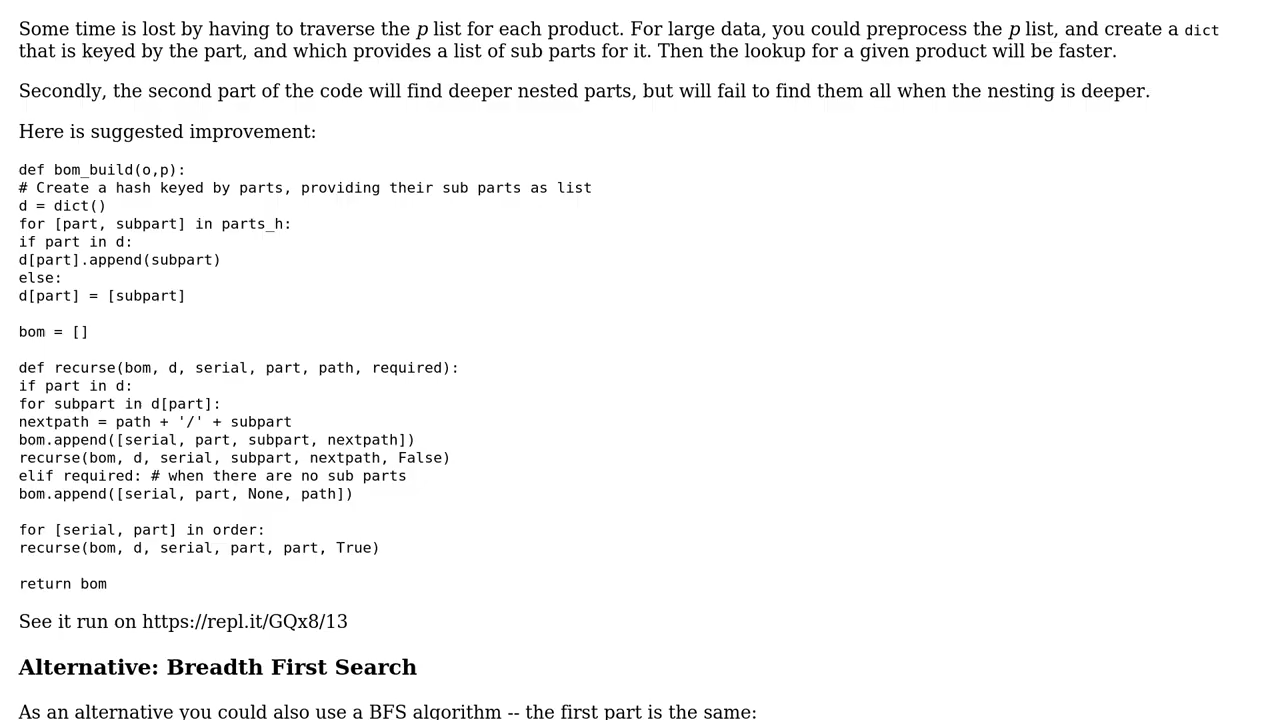 Some time is lost by having to traverse the p list for each product. For large data, you could preprocess the p list, and create a dict
that is keyed by the part, and which provides a list of sub parts for it. Then the lookup for a given product will be faster.
Secondly, the second part of the code will find deeper nested parts, but will fail to find them all when the nesting is deeper.
Here is suggested improvement:
def bom_build(o,p):
# Create a hash keyed by parts, providing their sub parts as list
d = dict()
for [part, subpart] in parts_h:
if part in d:
d[part].append(subpart)
else:
d[part] = [subpart]
bom = []
def recurse(bom, d, serial, part, path, required):
if part in d:
for subpart in d[part]:
nextpath = path + '/' + subpart
bom.append([serial, part, subpart, nextpath])
recurse(bom, d, serial, subpart, nextpath, False)
elif required: # when there are no sub parts
bom.append([serial, part, None, path])
for [serial, part] in order:
recurse(bom, d, serial, part, part, True)
return bom
See it run on https://repl.it/GQx8/13
Alternative: Breadth First Search
As an alternative you could also use a BFS algorithm -- the first part is the same: